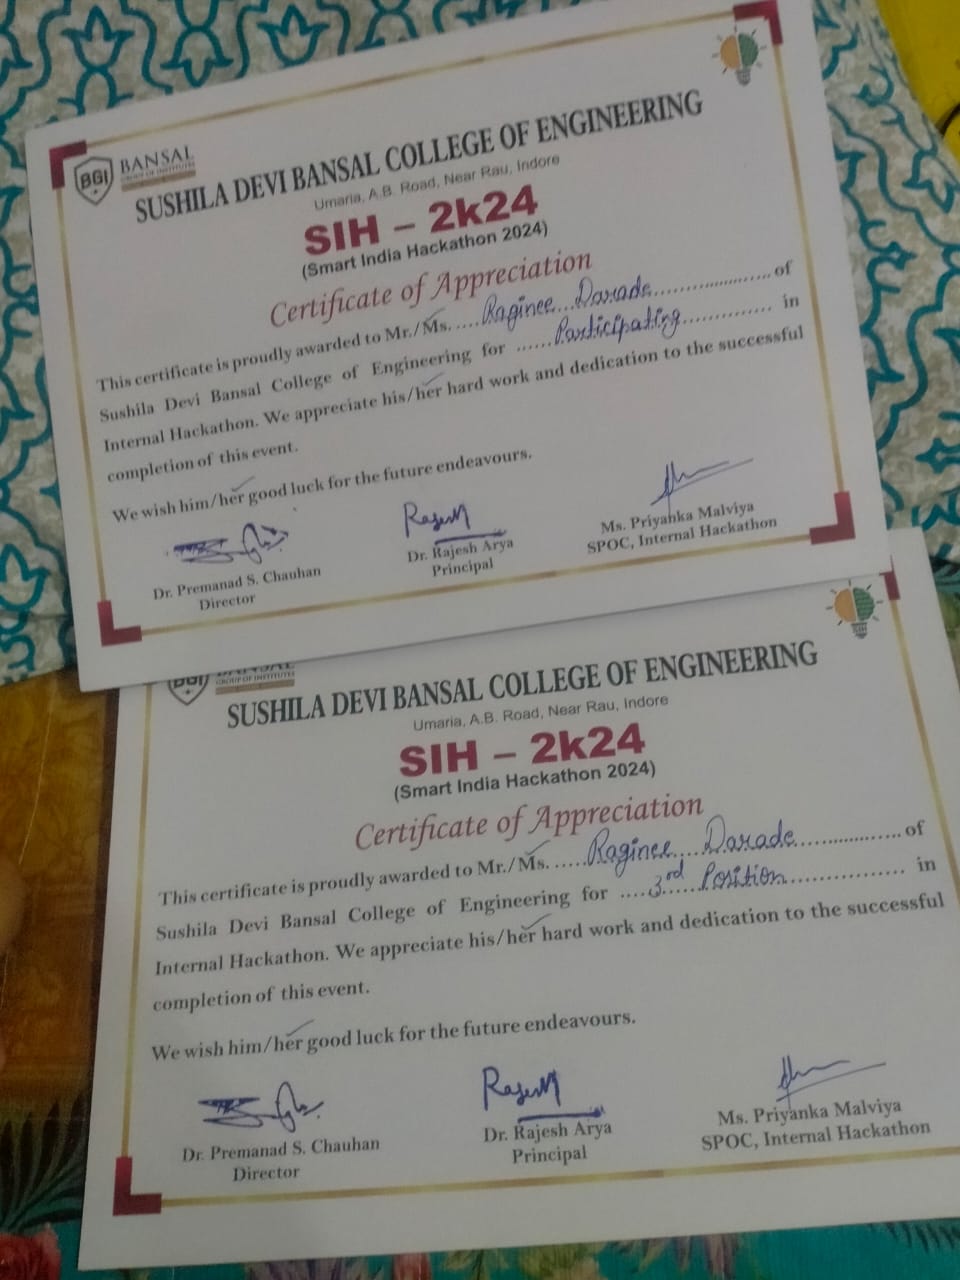 BGI
BANSAL
GROUP OF INSTITUTES
SUSHILA DEVI BANSAL COLLEGE OF ENGINEERING
Umaria, A.B. Road, Near Rau, Indore
SIH – 2k24
(Smart India Hackathon 2024)
Certificate of Appreciation
This certificate is proudly awarded to Mr./Ms. .....Raginee...Darade.................... of
Sushila Devi Bansal College of Engineering for ......Participating............... in
Internal Hackathon. We appreciate his/her hard work and dedication to the successful
completion of this event.
We wish him/her good luck for the future endeavours.
Dr. Premanad S. Chauhan
Director
Rajesh
Dr. Rajesh Arya
Principal
Ms. Priyanka Malviya
SPOC, Internal Hackathon
BGI
BANSAL
GROUP OF INSTITUTES
SUSHILA DEVI BANSAL COLLEGE OF ENGINEERING
Umaria, A.B. Road, Near Rau, Indore
SIH – 2k24
(Smart India Hackathon 2024)
Certificate of Appreciation
This certificate is proudly awarded to Mr./Ms. .....Raginee...Darade.................. of
Sushila Devi Bansal College of Engineering for ....3rd....Position.................. in
Internal Hackathon. We appreciate his/her hard work and dedication to the successful
completion of this event.
We wish him/her good luck for the future endeavours.
Dr. Premanad S. Chauhan
Director
Rajesh
Dr. Rajesh Arya
Principal
Ms. Priyanka Malviya
SPOC, Internal Hackathon